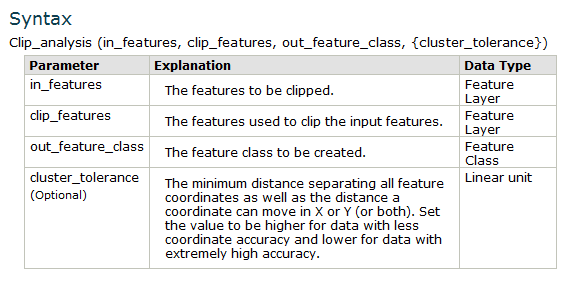 Syntax
Clip_analysis (in_features, clip_features, out_feature_class, {cluster_tolerance})
Parameter Explanation Data Type
in_features The features to be clipped. Feature
Layer
clip_features The features used to clip the input features. Feature
Layer
out_feature_class The feature class to be created. Feature
Class
cluster_tolerance The minimum distance separating all feature Linear unit
(Optional) coordinates as well as the distance a
coordinate can move in X or Y (or both). Set
the value to be higher for data with less
coordinate accuracy and lower for data with
extremely high accuracy.